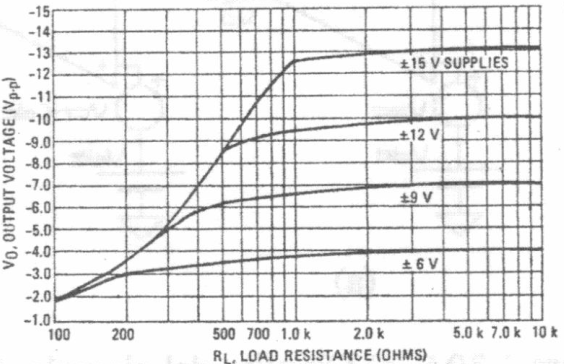 -15
-14
-13
-12
-11
-10
-9.0
-8.0
-7.0
-6.0
-5.0
-4.0
-3.0
-2.0
-1.0
VO, OUTPUT VOLTAGE (Vp-p)
±15 V SUPPLIES
±12 V
±9 V
± 6 V
100 200 500 700 1.0 k 2.0 k 5.0 k 7.0 k 10 k
RL, LOAD RESISTANCE (OHMS)